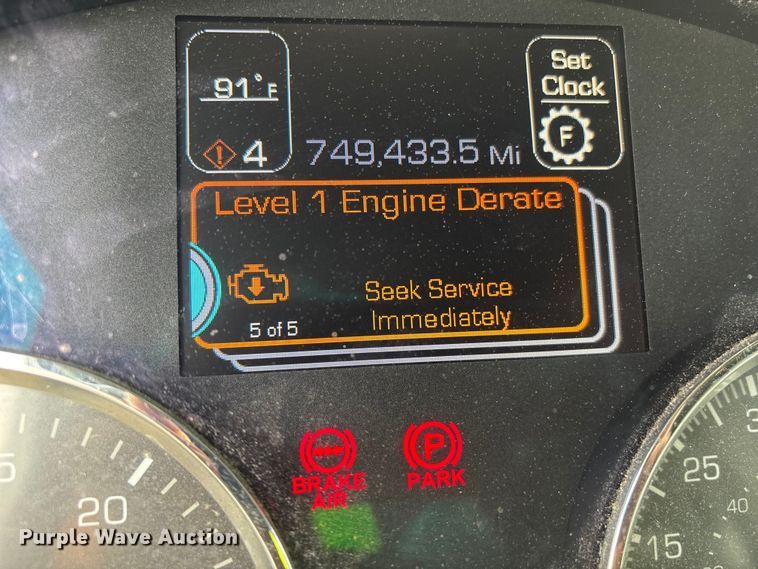 91°F
Set
Clock
F
4
749,433.5 Mi
Level 1 Engine Derate
Seek Service
Immediately
5 of 5
P
BRAKE
AIR
PARK
20
25
15
40
Purple Wave Auction